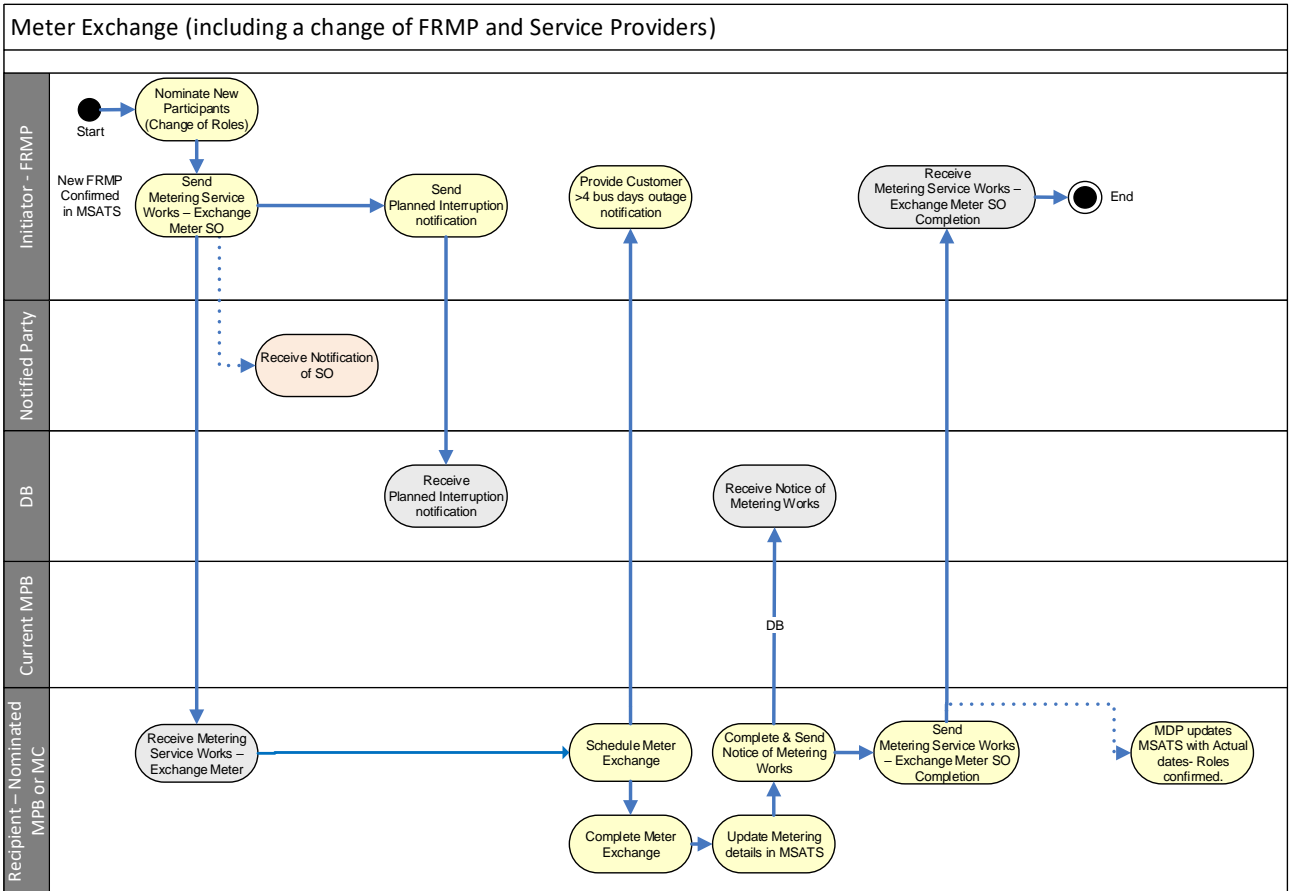 Meter Exchange (including a change of FRMP and Service Providers)
Initiator - FRMP
Start
Nominate New
Participants
(Change of Roles)
New FRMP
Confirmed
in MSATS
Send
Metering Service
Works – Exchange
Meter SO
Send
Planned Interruption
notification
Provide Customer
>4 bus days outage
notification
Receive
Metering Service Works –
Exchange Meter SO
Completion
End
Notified Party
Receive Notification
of SO
DB
Receive
Planned Interruption
notification
Receive Notice of
Metering Works
Current MPB
DB
Recipient – Nominated
MPB or MC
Receive Metering
Service Works –
Exchange Meter
Schedule Meter
Exchange
Complete & Send
Notice of Metering
Works
Send
Metering Service Works
– Exchange Meter SO
Completion
MDP updates
MSATS with Actual
dates- Roles
confirmed.
Complete Meter
Exchange
Update Metering
details in MSATS